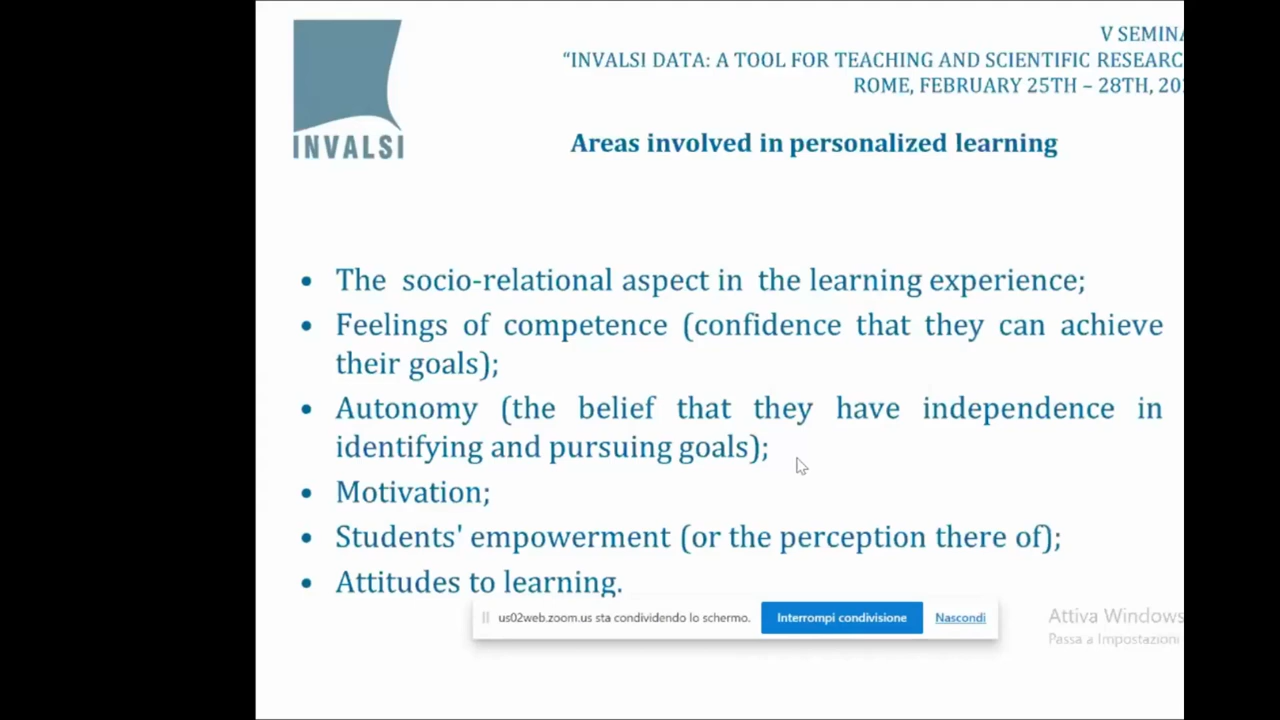 V SEMINA
“INVALSI DATA: A TOOL FOR TEACHING AND SCIENTIFIC RESEARC
ROME, FEBRUARY 25TH – 28TH, 20
INVALSI
Areas involved in personalized learning
• The socio-relational aspect in the learning experience;
• Feelings of competence (confidence that they can achieve
their goals);
• Autonomy (the belief that they have independence in
identifying and pursuing goals);
• Motivation;
• Students' empowerment (or the perception there of);
• Attitudes to learning.
us02web.zoom.us sta condividendo lo schermo. Interrompi condivisione Nascondi
Attiva Windows
Passa a Impostazioni